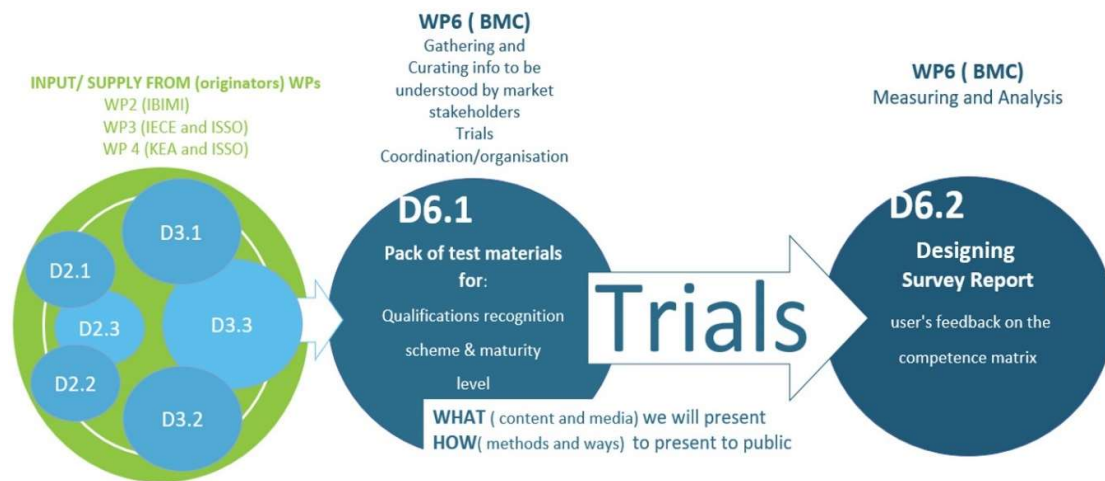 INPUT/ SUPPLY FROM (originators) WPs
WP2 (IBIMI)
WP3 (IECE and ISSO)
WP 4 (KEA and ISSO)
D3.1
D2.1
D2.3
D3.3
D2.2
D3.2
WP6 ( BMC)
Gathering and
Curating info to be
understood by market
stakeholders
Trials
Coordination/organisation
D6.1
Pack of test materials
for:
Qualifications recognition
scheme & maturity
level
WHAT ( content and media) we will present
HOW( methods and ways) to present to public
Trials
WP6 ( BMC)
Measuring and Analysis
D6.2
Designing
Survey Report
user's feedback on the
competence matrix